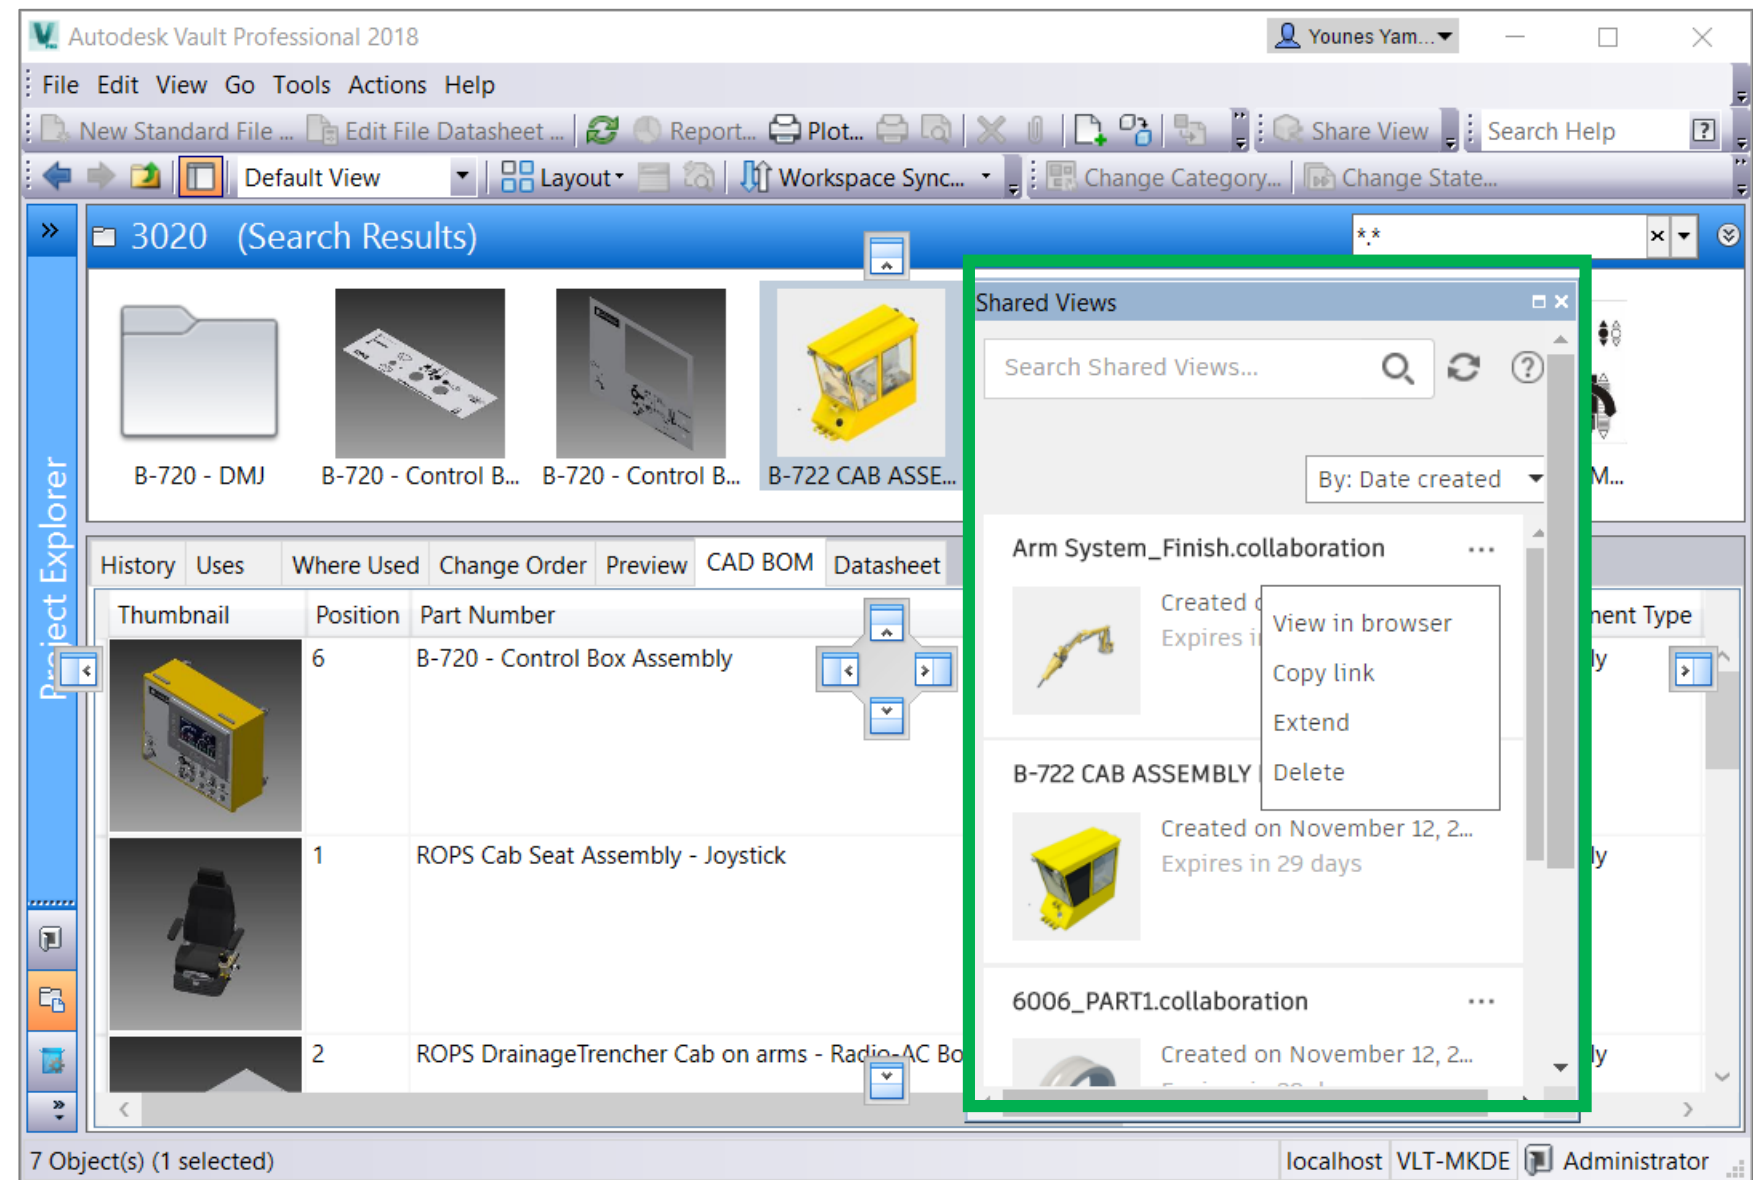 Autodesk Vault Professional 2018
Younes Yam...
File Edit View Go Tools Actions Help
New Standard File ... Edit File Datasheet ... Report... Plot... Share View Search Help
Default View Layout Workspace Sync... Change Category... Change State...
3020 (Search Results)
*.*
B-720 - DMJ B-720 - Control B... B-720 - Control B... B-722 CAB ASSE... M...
Project Explorer
Shared Views
Search Shared Views...
By: Date created
Arm System_Finish.collaboration
Created
Expires
View in browser
Copy link
Extend
Delete
B-722 CAB ASSEMBLY
Created on November 12, 2...
Expires in 29 days
6006_PART1.collaboration
Created on November 12, 2...
History Uses Where Used Change Order Preview CAD BOM Datasheet
Thumbnail Position Part Number nent Type
6 B-720 - Control Box Assembly ly
1 ROPS Cab Seat Assembly - Joystick ly
2 ROPS DrainageTrencher Cab on arms - Radio-AC Bo ly
7 Object(s) (1 selected)
localhost VLT-MKDE Administrator